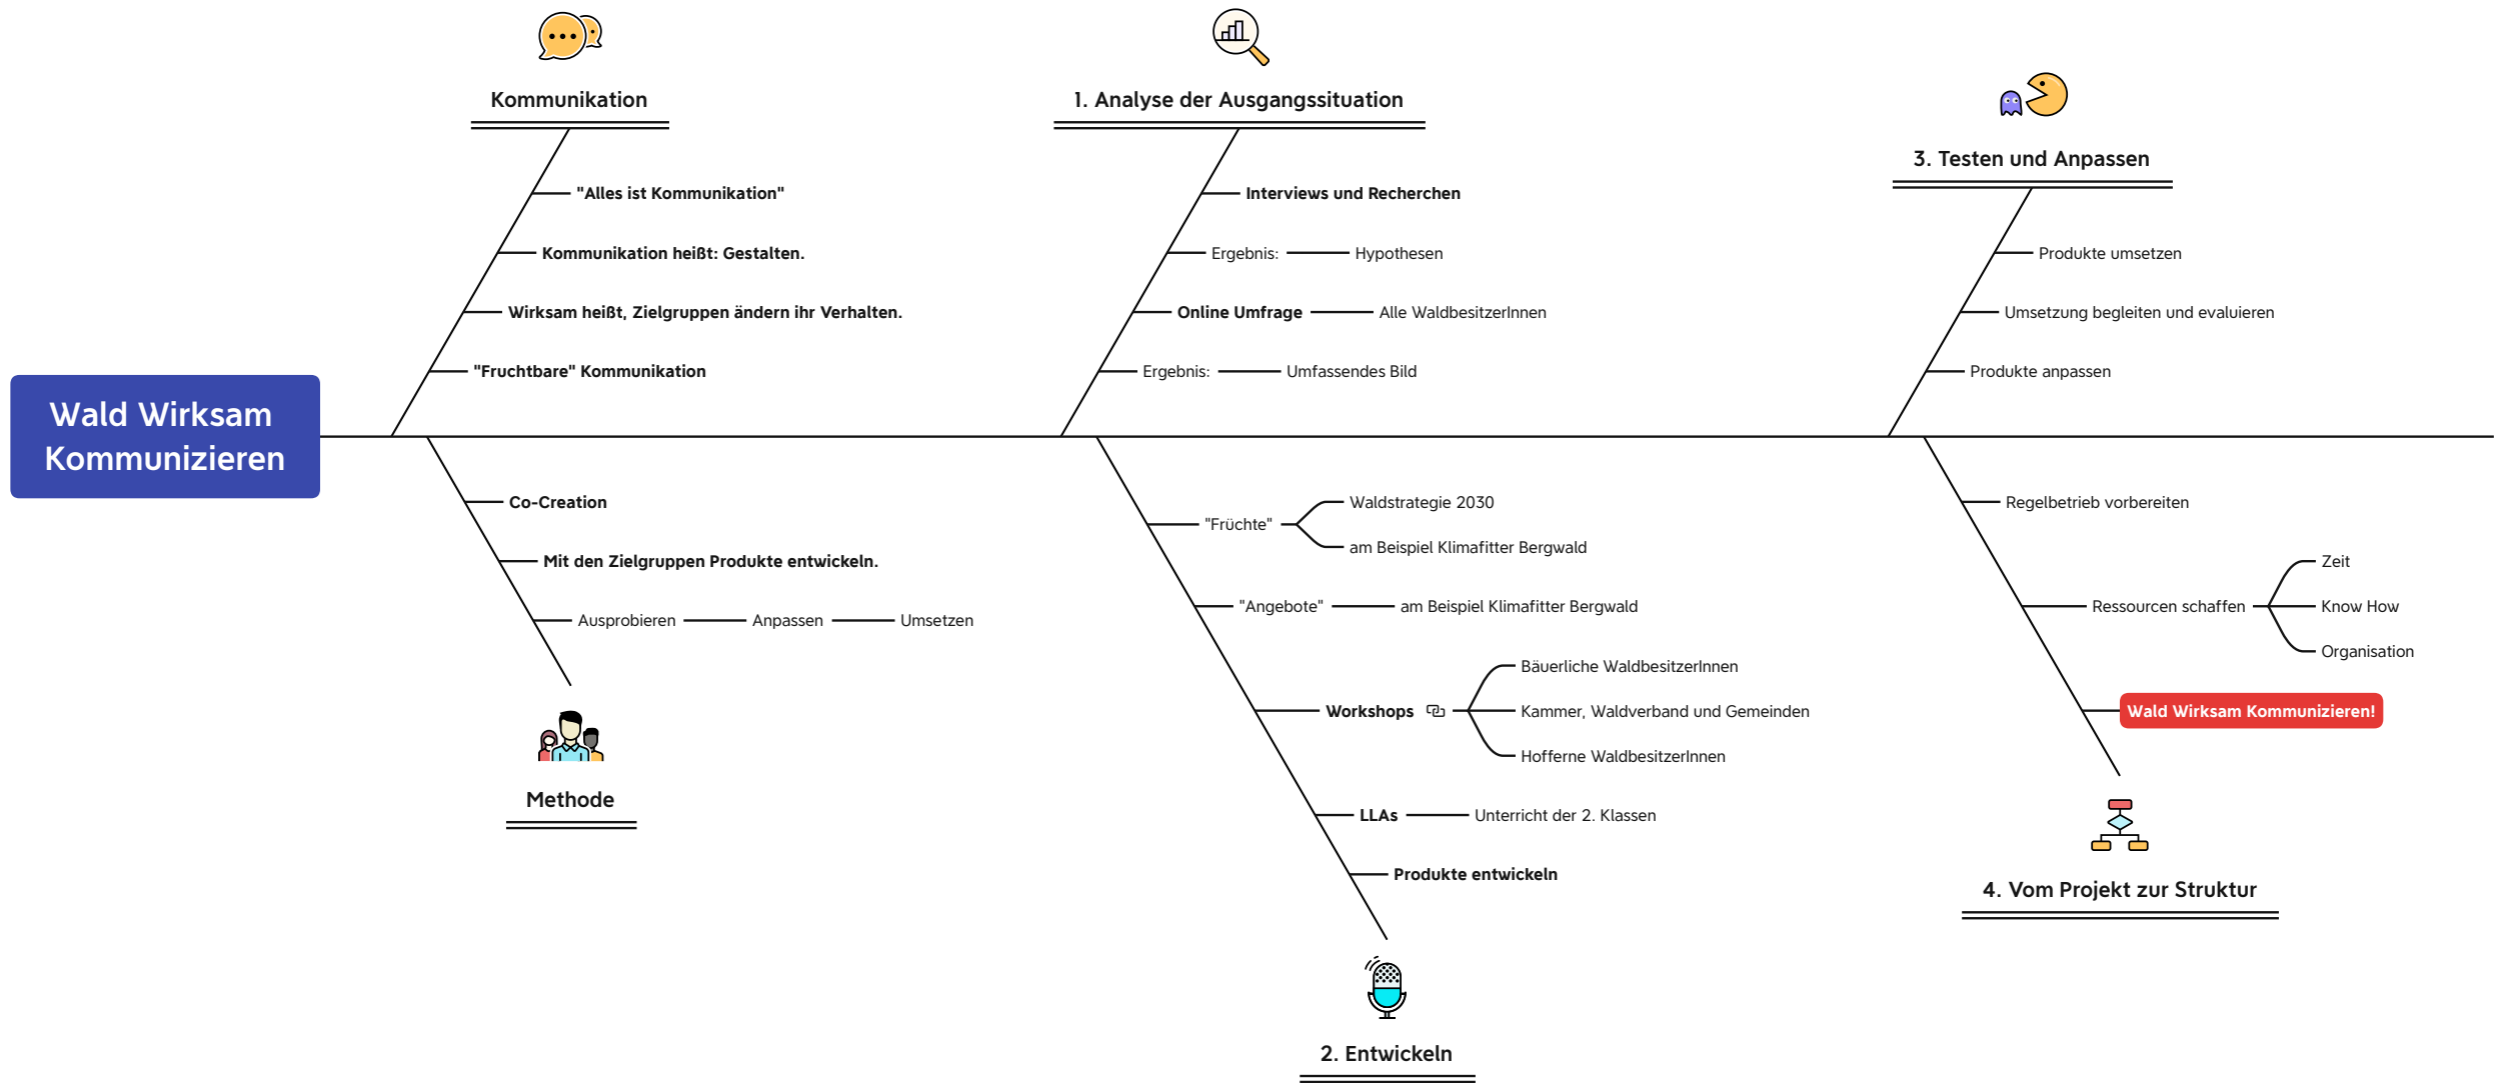 Wald Wirksam
Kommunizieren
Kommunikation
"Alles ist Kommunikation"
Kommunikation heißt: Gestalten.
Wirksam heißt, Zielgruppen ändern ihr Verhalten.
"Fruchtbare" Kommunikation
Co-Creation
Mit den Zielgruppen Produkte entwickeln.
Ausprobieren Anpassen Umsetzen
Methode
1. Analyse der Ausgangssituation
Interviews und Recherchen
Ergebnis: Hypothesen
Online Umfrage Alle WaldbesitzerInnen
Ergebnis: Umfassendes Bild
"Früchte"
Waldstrategie 2030
am Beispiel Klimafitter Bergwald
"Angebote" am Beispiel Klimafitter Bergwald
Workshops
Bäuerliche WaldbesitzerInnen
Kammer, Waldverband und Gemeinden
Hofferne WaldbesitzerInnen
LLAs Unterricht der 2. Klassen
Produkte entwickeln
2. Entwickeln
3. Testen und Anpassen
Produkte umsetzen
Umsetzung begleiten und evaluieren
Produkte anpassen
Regelbetrieb vorbereiten
Ressourcen schaffen
Zeit
Know How
Organisation
Wald Wirksam Kommunizieren!
4. Vom Projekt zur Struktur